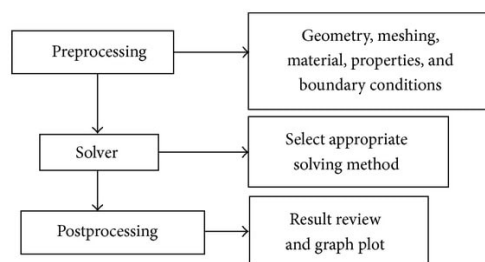 Preprocessing
Geometry, meshing,
material, properties, and
boundary conditions
Solver
Select appropriate
solving method
Postprocessing
Result review
and graph plot